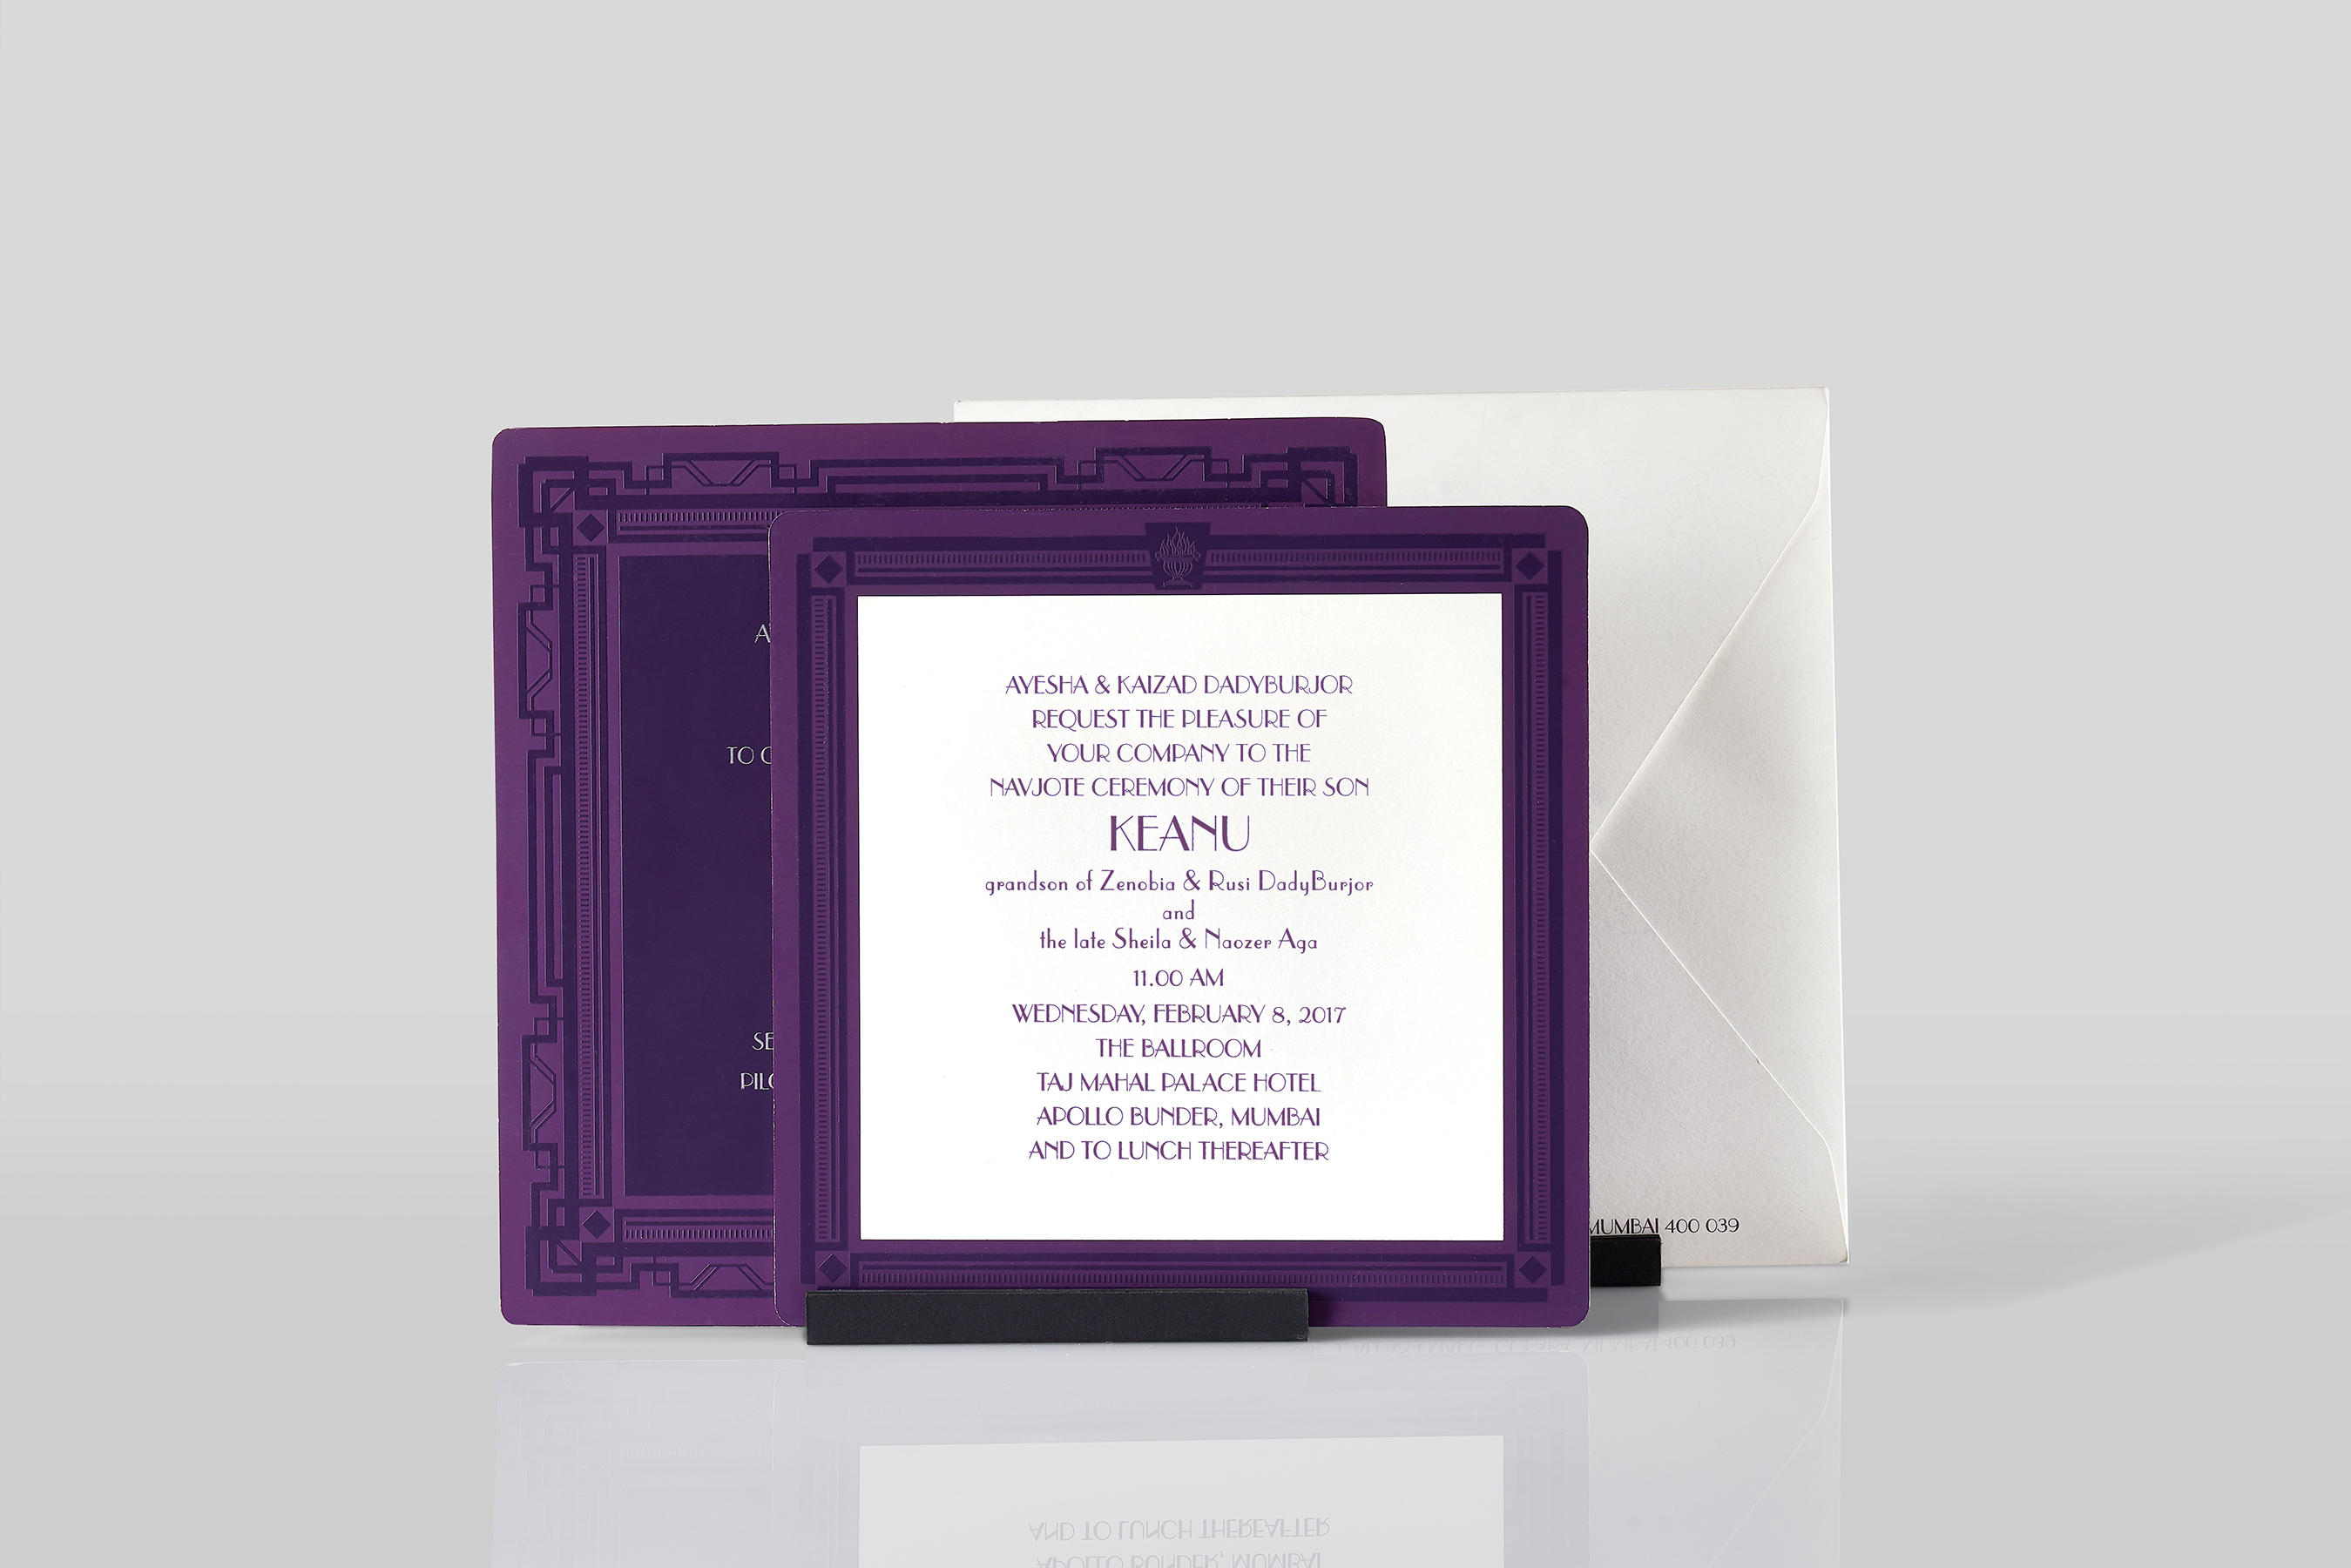 AYESHA & KAIZAD DADYBURJOR
REQUEST THE PLEASURE OF
YOUR COMPANY TO THE
NAVJOTE CEREMONY OF THEIR SON
KEANU
grandson of Zenobia & Rusi DadyBurjor
and
the late Sheila & Naozer Aga
11.00 AM
WEDNESDAY, FEBRUARY 8, 2017
THE BALLROOM
TAJ MAHAL PALACE HOTEL
APOLLO BUNDER, MUMBAI
AND TO LUNCH THEREAFTER
TO
MUMBAI 400 039